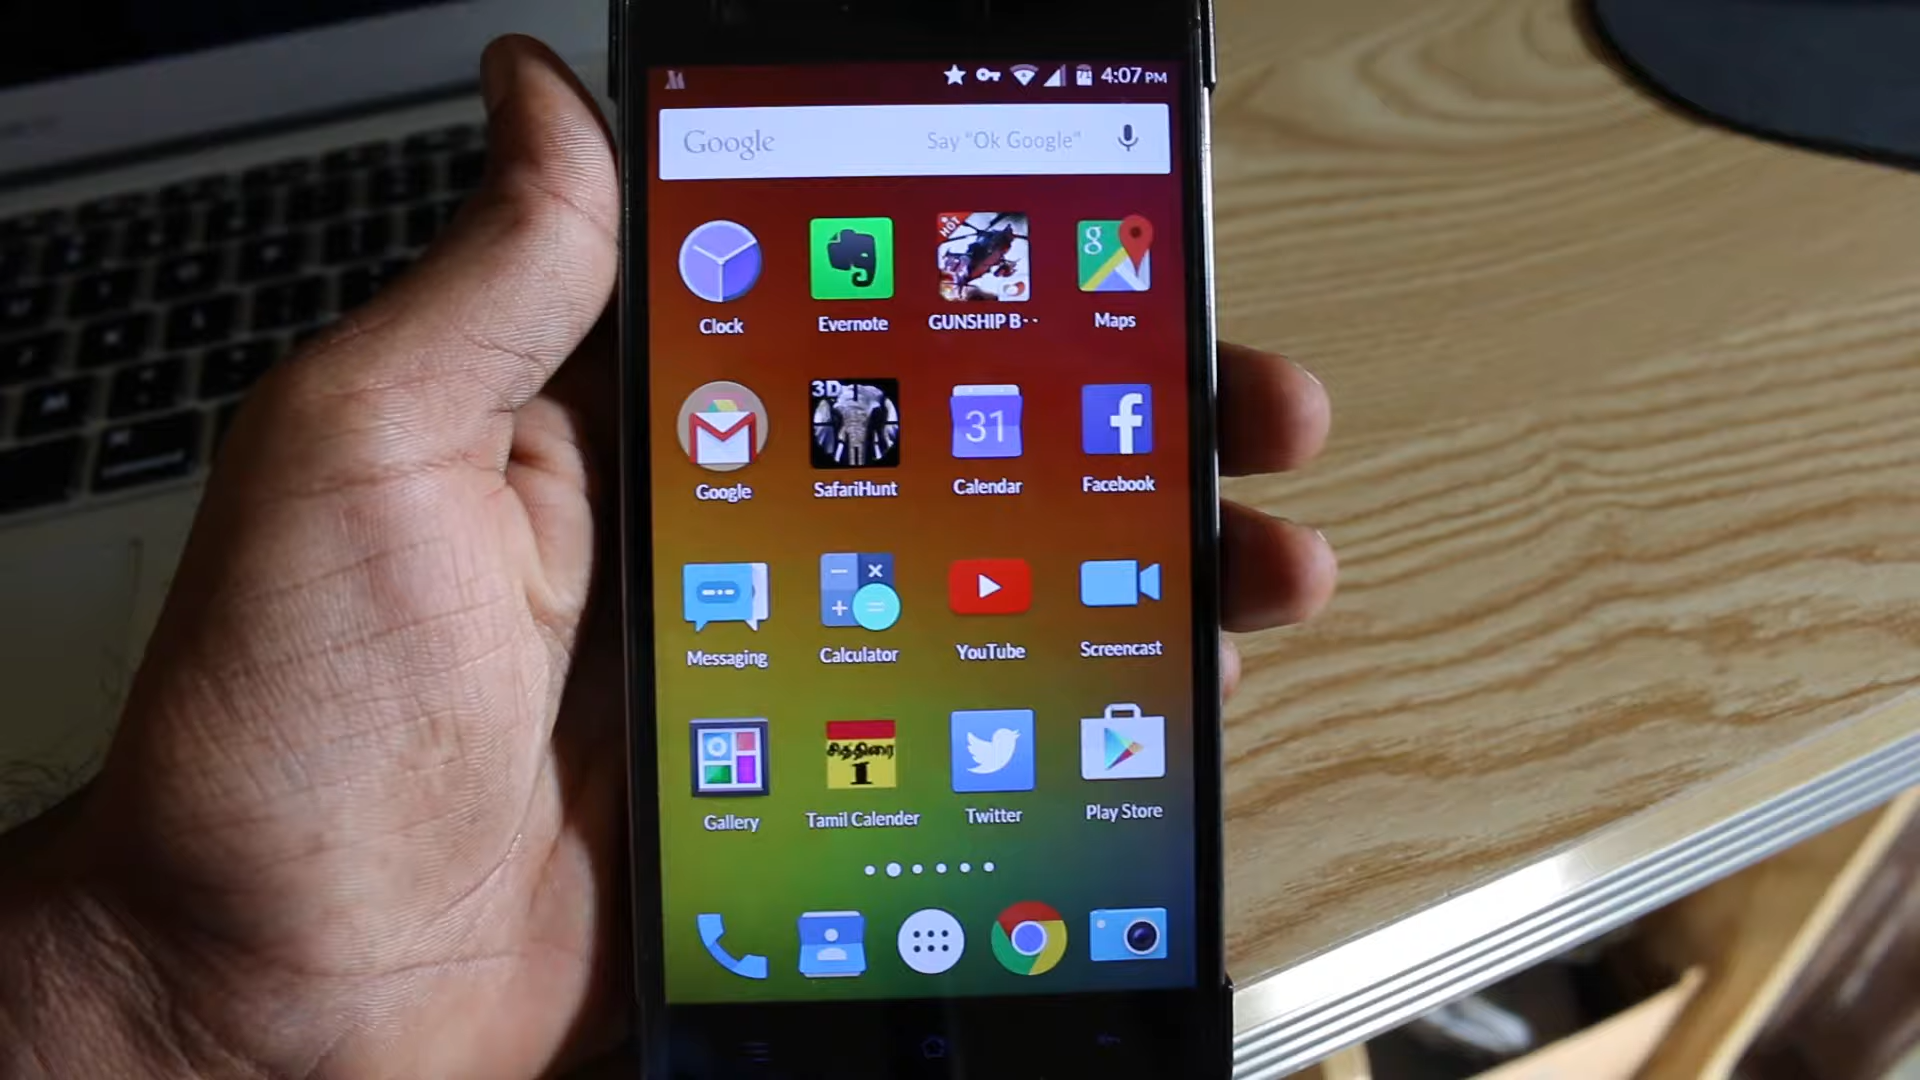 4:07 PM
Google Say "Ok Google"
HOT
g
Clock Evernote GUNSHIP B·· Maps
3D
31
Google SafariHunt Calendar Facebook
Messaging Calculator YouTube Screencast
சித்திரை
1
Gallery Tamil Calender Twitter Play Store